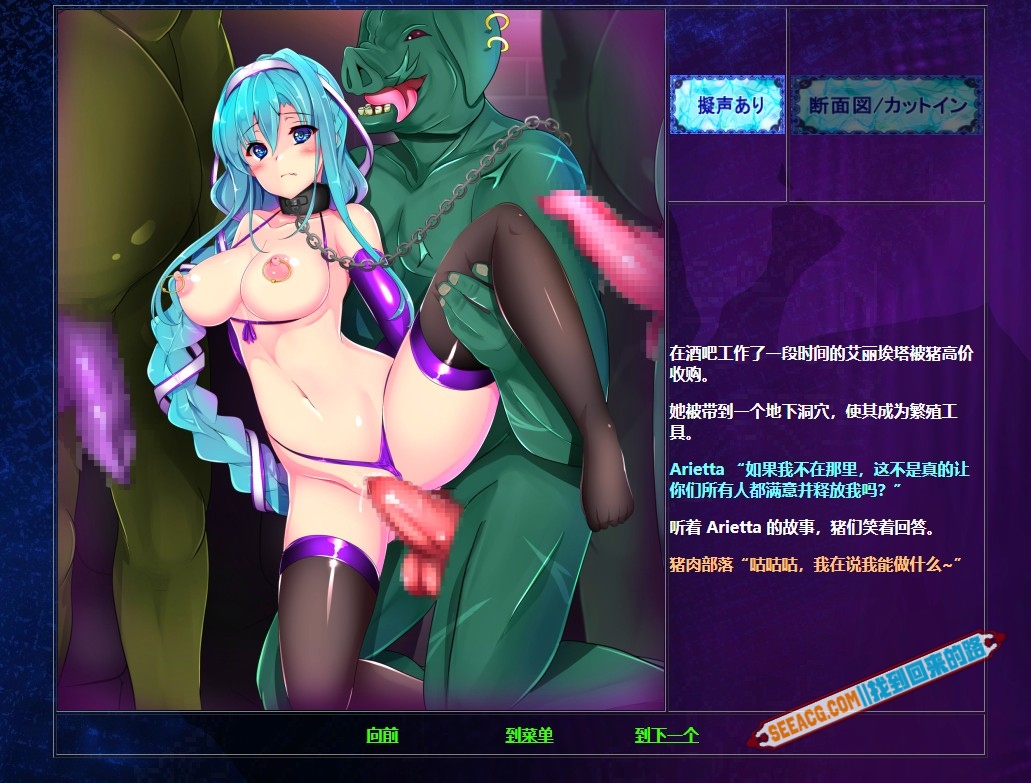 擬声あり
断面図/カットイン
在酒吧工作了一段时间的艾丽埃塔被猪高价
收购。
她被带到一个地下洞穴，使其成为繁殖工
具。
Arietta “如果我不在那里，这不是真的让
你们所有人都满意并释放我吗？”
听着 Arietta 的故事，猪们笑着回答。
猪肉部落“咕咕咕，我在说我能做什么~”
SEEACG.COM||找到回来的路
向前
到菜单
到下一个